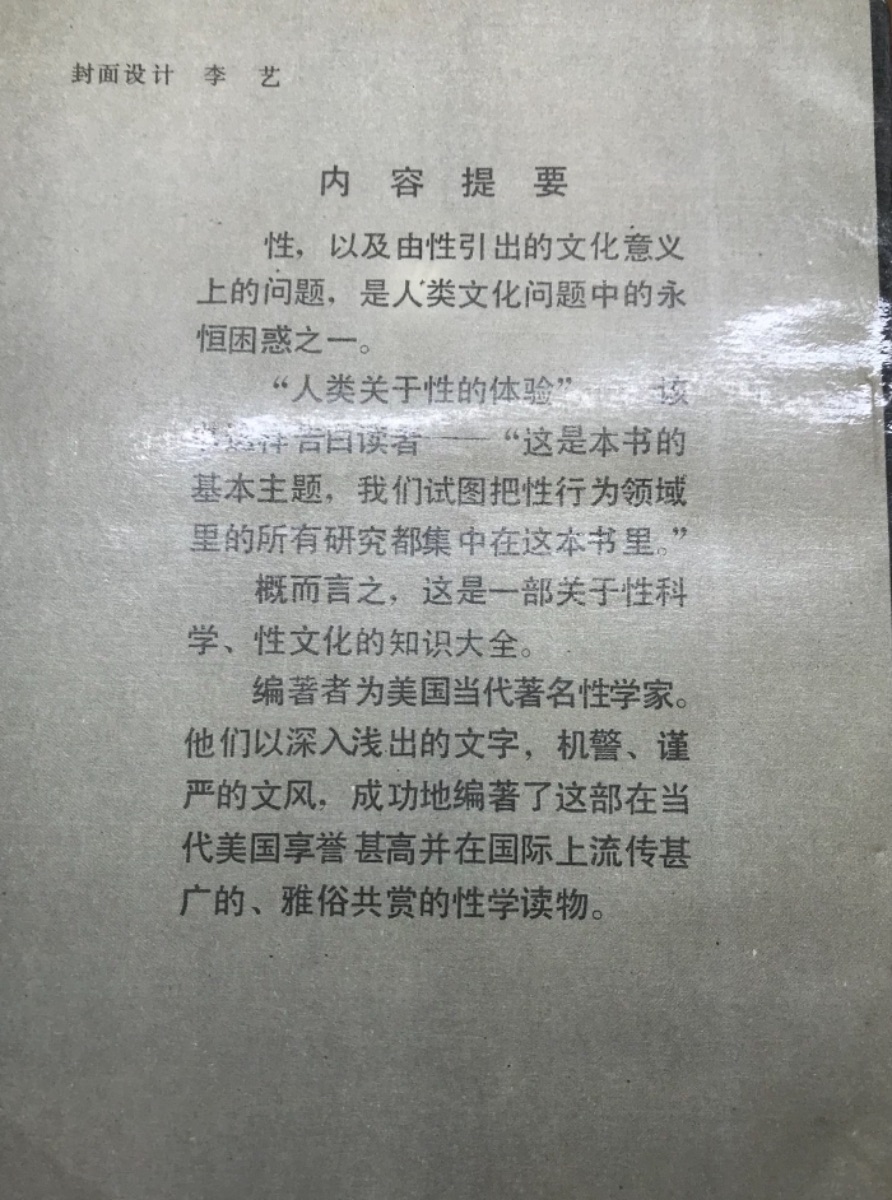 封面设计 李 艺
内 容 提 要
性，以及由性引出的文化意义
上的问题，是人类文化问题中的永
恒困惑之一。
“人类关于性的体验” 该
告白读者——“这是本书的
基本主题，我们试图把性行为领域
里的所有研究都集中在这本书里。”
概而言之，这是一部关于性科
学、性文化的知识大全。
编著者为美国当代著名性学家。
他们以深入浅出的文字，机警、谨
严的文风，成功地编著了这部在当
代美国享誉甚高并在国际上流传甚
广的、雅俗共赏的性学读物。